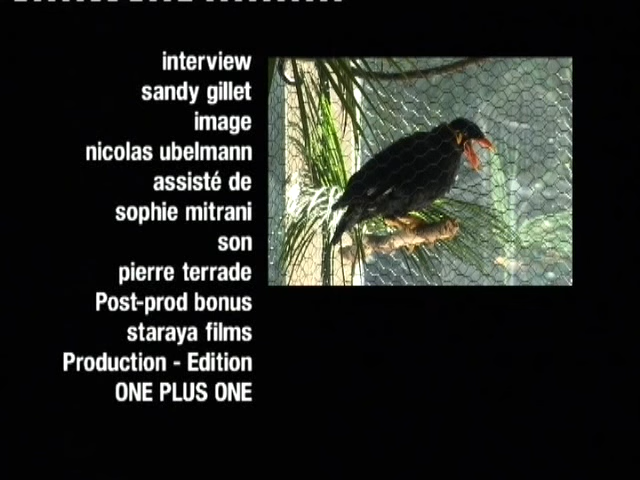 interview
sandy gillet
image
nicolas ubelmann
assisté de
sophie mitrani
son
pierre terrade
Post-prod bonus
staraya films
Production - Edition
ONE PLUS ONE